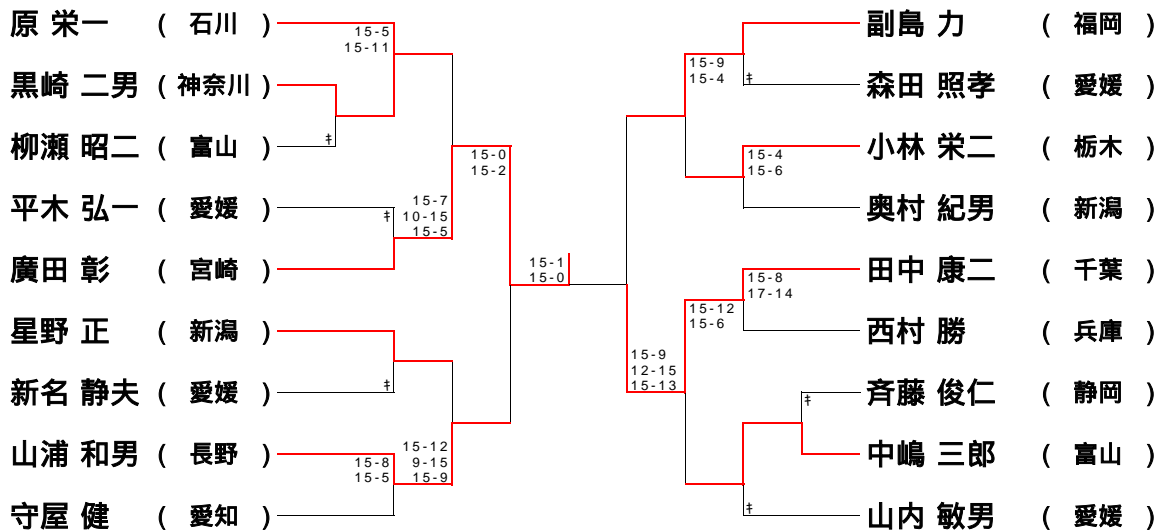 原 栄一 ( 石川 )
15-5
15-11
黒崎 二男 ( 神奈川 )
柳瀬 昭二 ( 富山 )
ｷ
15-0
15-2
平木 弘一 ( 愛媛 )
ｷ
15-7
10-15
15-5
廣田 彰 ( 宮崎 )
15-1
15-0
星野 正 ( 新潟 )
新名 静夫 ( 愛媛 )
ｷ
山浦 和男 ( 長野 )
15-12
9-15
15-9
15-8
15-5
守屋 健 ( 愛知 )
副島 力 ( 福岡 )
15-9
15-4
ｷ
森田 照孝 ( 愛媛 )
小林 栄二 ( 栃木 )
15-4
15-6
奥村 紀男 ( 新潟 )
田中 康二 ( 千葉 )
15-8
17-14
15-12
15-6
西村 勝 ( 兵庫 )
15-9
12-15
15-13
斉藤 俊仁 ( 静岡 )
ｷ
中嶋 三郎 ( 富山 )
ｷ
山内 敏男 ( 愛媛 )